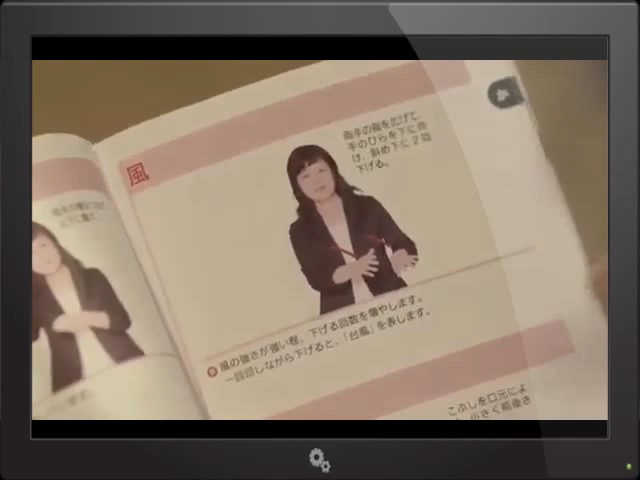 風
両手の指を広げて、
手のひらを下に向
け、斜め下に2回
下げる。
風の強さが強い程、下げる回数を増やします。
一回回しながら下げると、「台風」を表します。
こぶしを口元によ
小さく前後さ